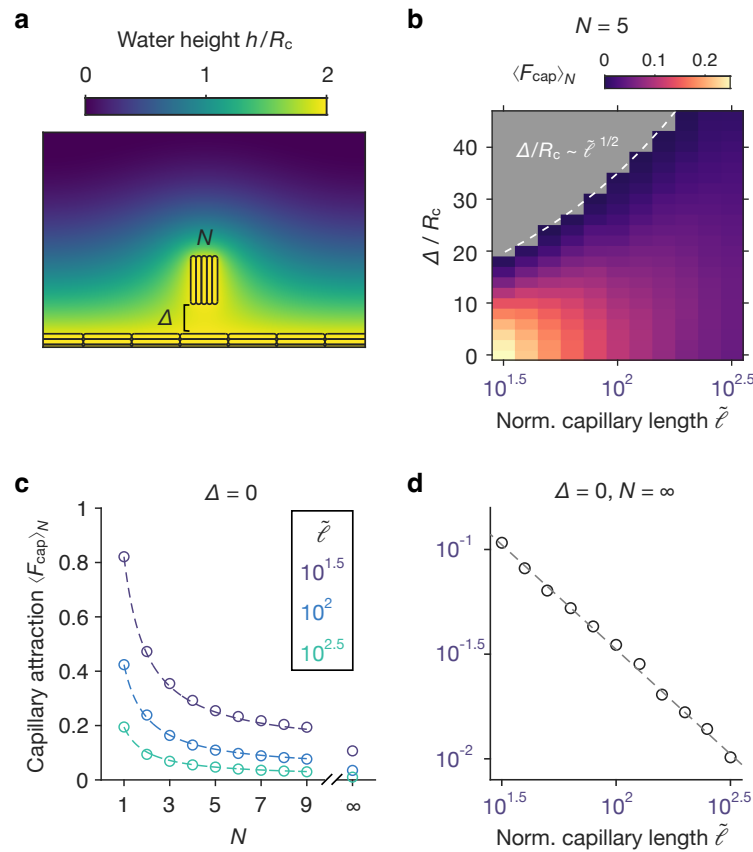 a
Water height h/Rc
0 1 2
N
Δ
b
N = 5
⟨Fcap⟩N
0 0.1 0.2
Δ/Rc ~ ℓ̃ 1/2
Δ / Rc
40
30
20
10
0
10^1.5 10^2 10^2.5
Norm. capillary length ℓ̃
c
Δ = 0
Capillary attraction ⟨Fcap⟩N
1
0.8
0.6
0.4
0.2
0
ℓ̃
10^1.5
10^2
10^2.5
1 3 5 7 9 ∞
N
d
Δ = 0, N = ∞
10^-1
10^-1.5
10^-2
10^1.5 10^2 10^2.5
Norm. capillary length ℓ̃